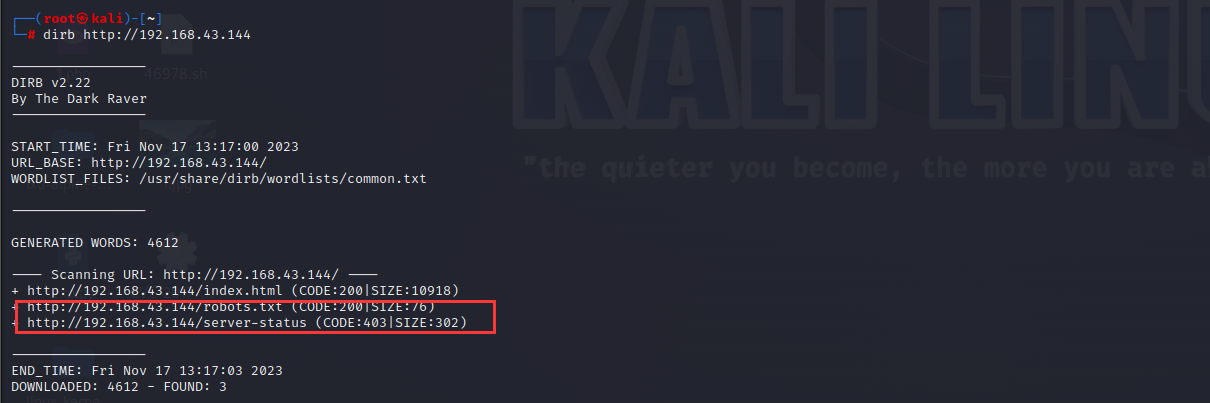 ┌──(root㉿kali)-[~]
└─# dirb http://192.168.43.144
-----------------
DIRB v2.22
By The Dark Raver
-----------------
START_TIME: Fri Nov 17 13:17:00 2023
URL_BASE: http://192.168.43.144/
WORDLIST_FILES: /usr/share/dirb/wordlists/common.txt
-----------------
GENERATED WORDS: 4612
---- Scanning URL: http://192.168.43.144/ ----
+ http://192.168.43.144/index.html (CODE:200|SIZE:10918)
+ http://192.168.43.144/robots.txt (CODE:200|SIZE:76)
+ http://192.168.43.144/server-status (CODE:403|SIZE:302)
-----------------
END_TIME: Fri Nov 17 13:17:03 2023
DOWNLOADED: 4612 - FOUND: 3
46978.sh
KALI LINU
"the quieter you become, the more you are a